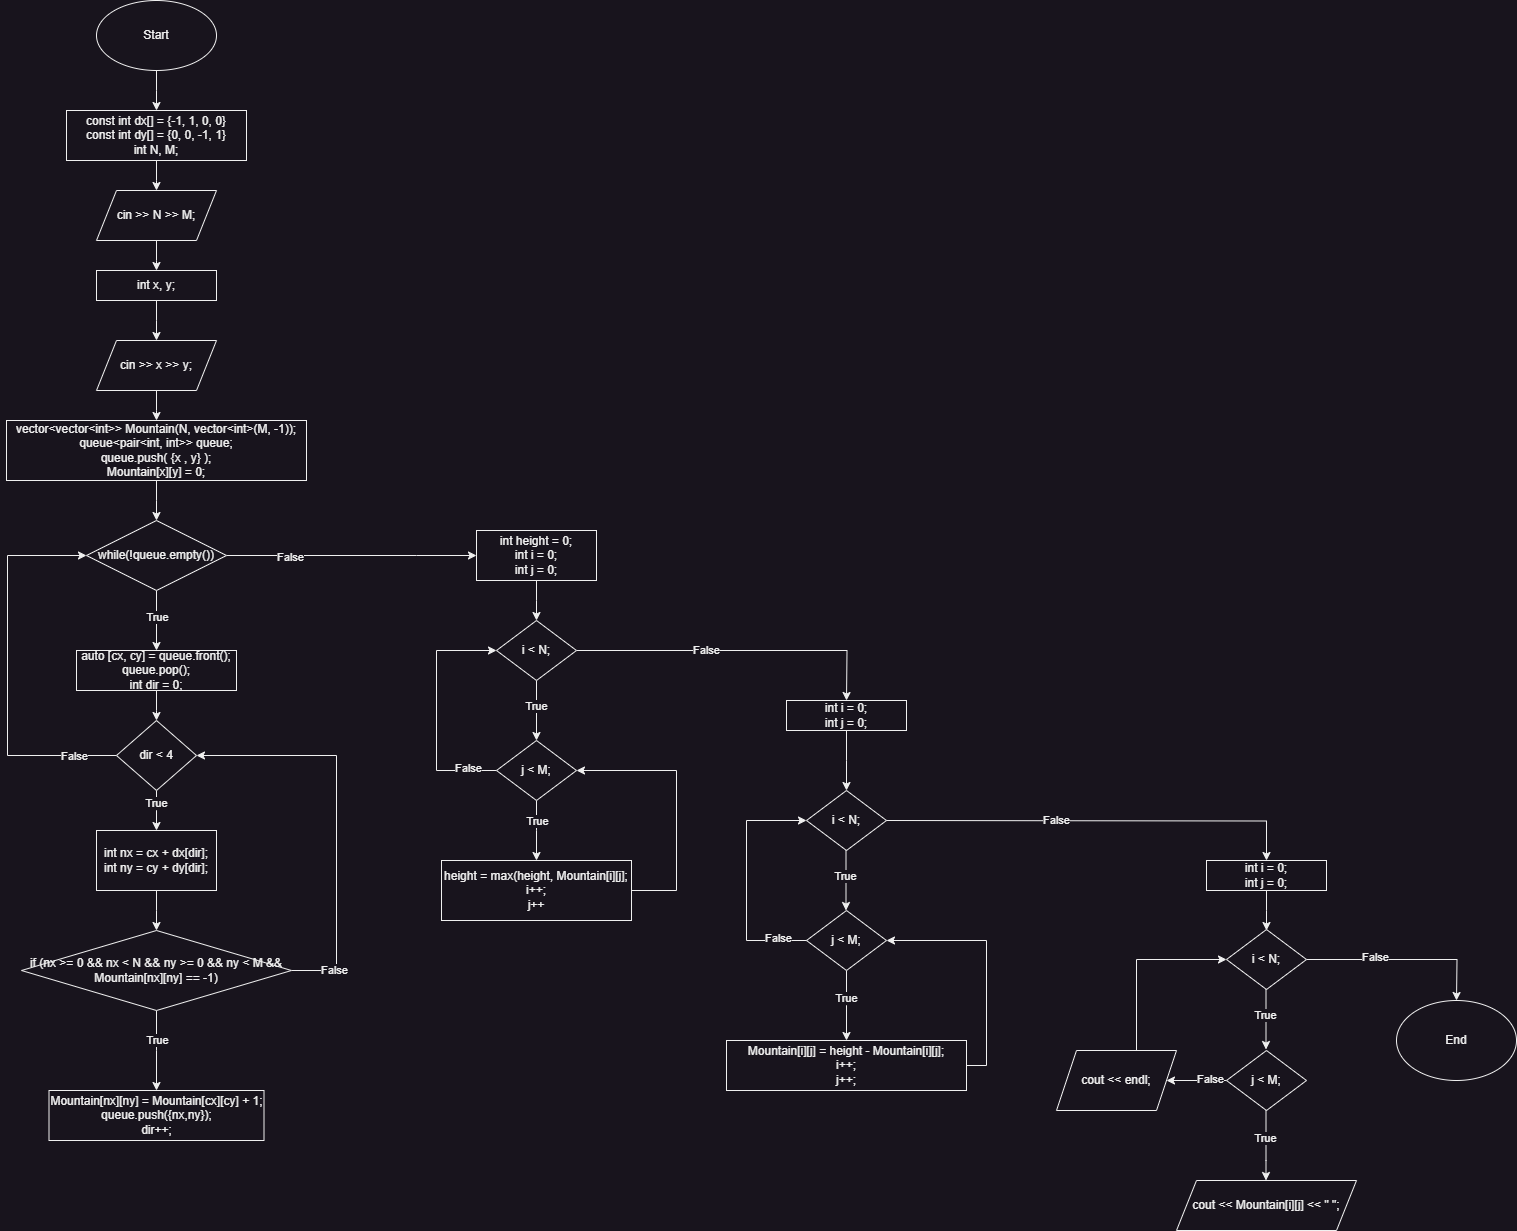 Start
const int dx[] = {-1, 1, 0, 0}
const int dy[] = {0, 0, -1, 1}
int N, M;
cin >> N >> M;
int x, y;
cin >> x >> y;
vector<vector<int>> Mountain(N, vector<int>(M, -1));
queue<pair<int, int>> queue;
queue.push( {x , y} );
Mountain[x][y] = 0;
while(!queue.empty())
False
True
auto [cx, cy] = queue.front();
queue.pop();
int dir = 0;
dir < 4
False
True
int nx = cx + dx[dir];
int ny = cy + dy[dir];
if (nx >= 0 && nx < N && ny >= 0 && ny < M &&
Mountain[nx][ny] == -1)
False
True
Mountain[nx][ny] = Mountain[cx][cy] + 1;
queue.push({nx,ny});
dir++;
int height = 0;
int i = 0;
int j = 0;
i < N;
False
True
j < M;
False
True
height = max(height, Mountain[i][j];
i++;
j++
int i = 0;
int j = 0;
i < N;
False
True
j < M;
False
True
Mountain[i][j] = height - Mountain[i][j];
i++;
j++;
int i = 0;
int j = 0;
i < N;
False
End
True
j < M;
False
cout << endl;
True
cout << Mountain[i][j] << " ";